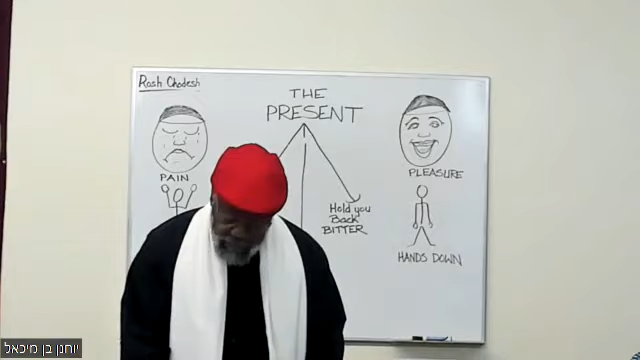 Rosh Chodesh
THE
PRESENT
PAIN
PLEASURE
Hold you
Back
BITTER
HANDS DOWN
יוחנן בן מיכאל